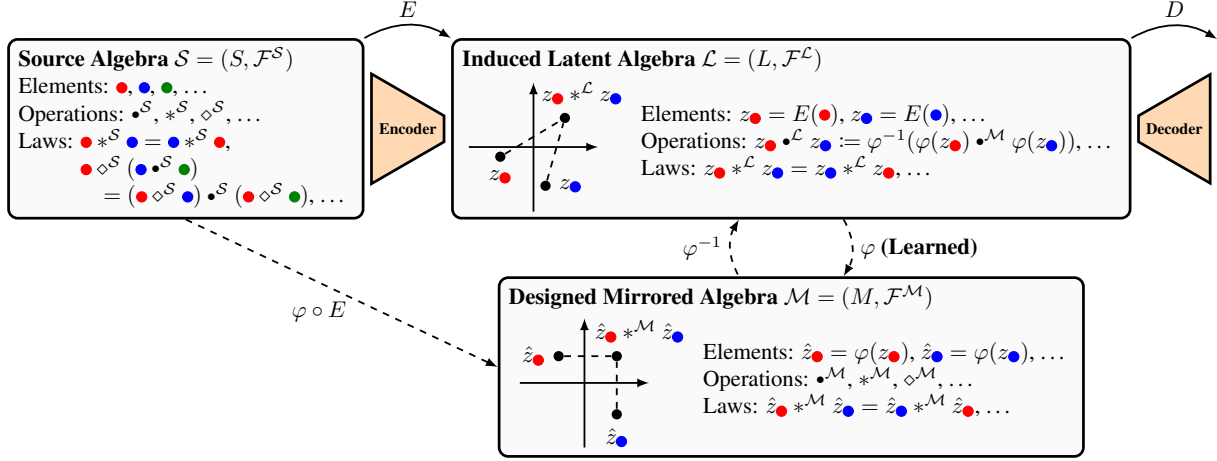 E
D
Source Algebra 𝒮 = (S, ℱ^𝒮)
Elements: ●, ●, ●, …
Operations: •^𝒮, *^𝒮, ⋄^𝒮, …
Laws: ● *^𝒮 ● = ● *^𝒮 ●,
● ⋄^𝒮 (● •^𝒮 ●)
= (● ⋄^𝒮 ●) •^𝒮 (● ⋄^𝒮 ●), …
Encoder
Induced Latent Algebra ℒ = (L, ℱ^ℒ)
z_● *^ℒ z_●
z_●
z_●
Elements: z_● = E(●), z_● = E(●), …
Operations: z_● •^ℒ z_● := φ^{-1}(φ(z_●) •^ℳ φ(z_●)), …
Laws: z_● *^ℒ z_● = z_● *^ℒ z_●, …
Decoder
φ^{-1}
φ (Learned)
φ ∘ E
Designed Mirrored Algebra ℳ = (M, ℱ^ℳ)
ẑ_● *^ℳ ẑ_●
ẑ_●
ẑ_●
Elements: ẑ_● = φ(z_●), ẑ_● = φ(z_●), …
Operations: •^ℳ, *^ℳ, ⋄^ℳ, …
Laws: ẑ_● *^ℳ ẑ_● = ẑ_● *^ℳ ẑ_●, …